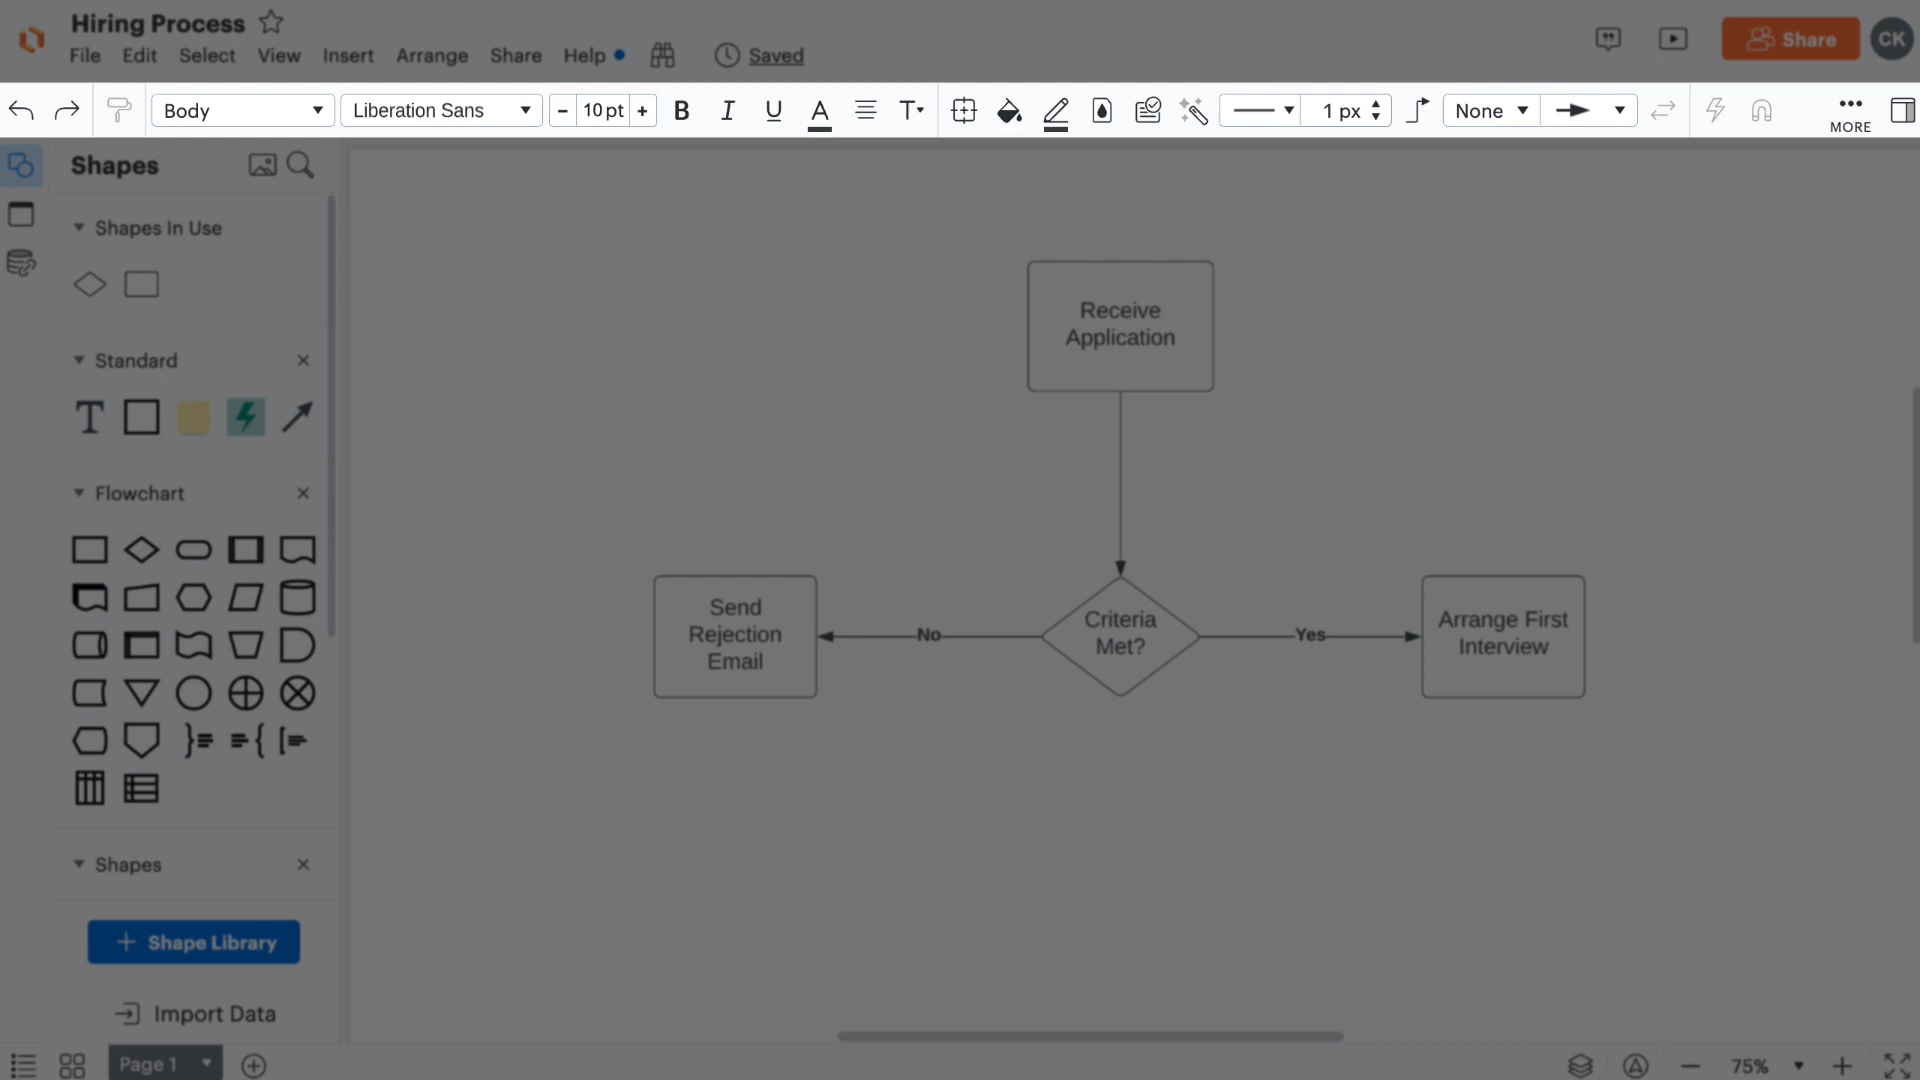 Hiring Process
File Edit Select View Insert Arrange Share Help Saved
Share CK
Body Liberation Sans - 10 pt + B I U A T 1 px None MORE
Shapes
Shapes In Use
Standard
T
Flowchart
Shapes
+ Shape Library
Import Data
Receive
Application
Send
Rejection
Email
No
Criteria
Met?
Yes
Arrange First
Interview
Page 1
75%